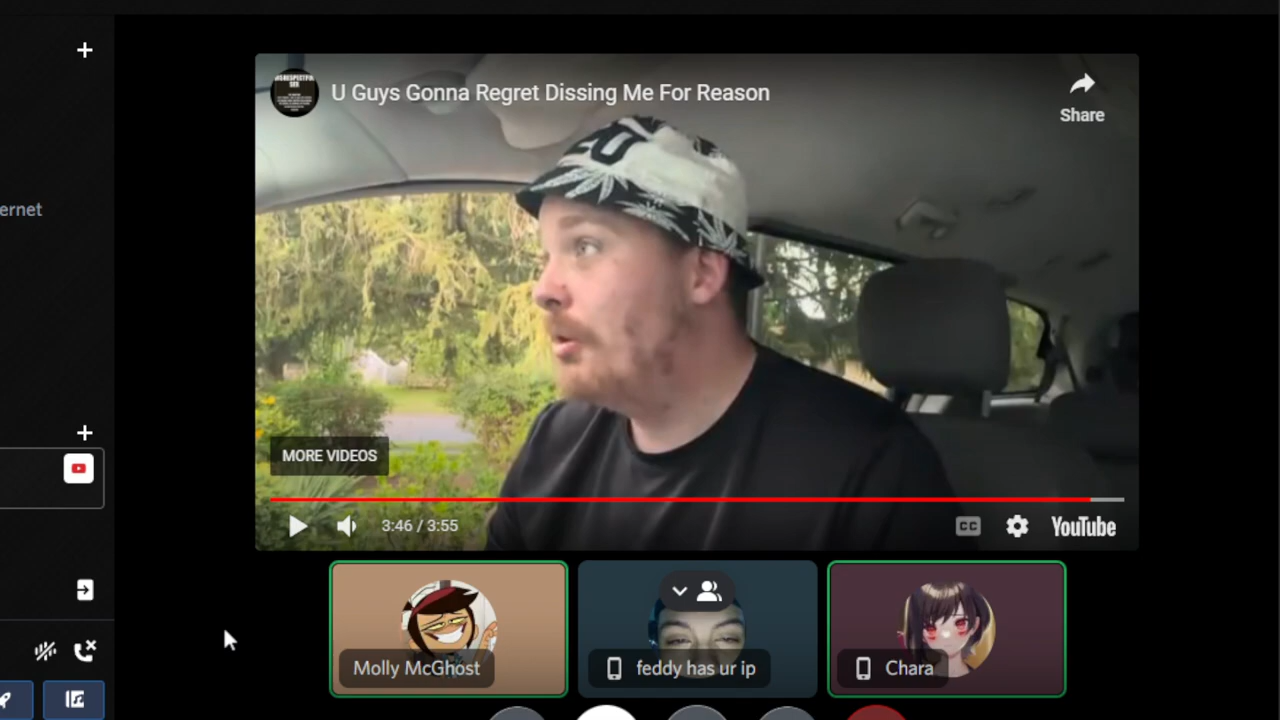 U Guys Gonna Regret Dissing Me For Reason
Share
ernet
MORE VIDEOS
3:46 / 3:55
CC
YouTube
Molly McGhost
feddy has ur ip
Chara